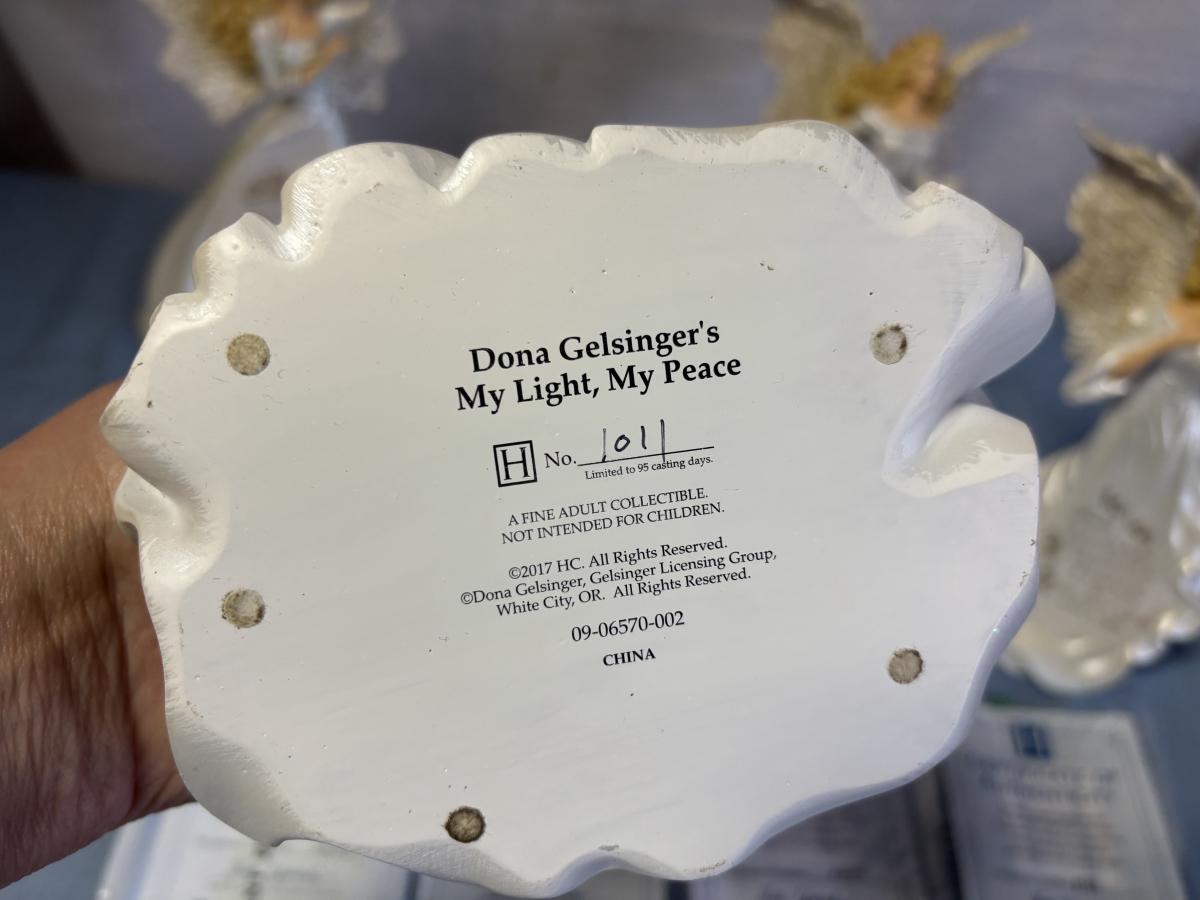 Dona Gelsinger's
My Light, My Peace
H No. 1011
Limited to 95 casting days.
A FINE ADULT COLLECTIBLE.
NOT INTENDED FOR CHILDREN.
©2017 HC. All Rights Reserved.
©Dona Gelsinger, Gelsinger Licensing Group,
White City, OR. All Rights Reserved.
09-06570-002
CHINA